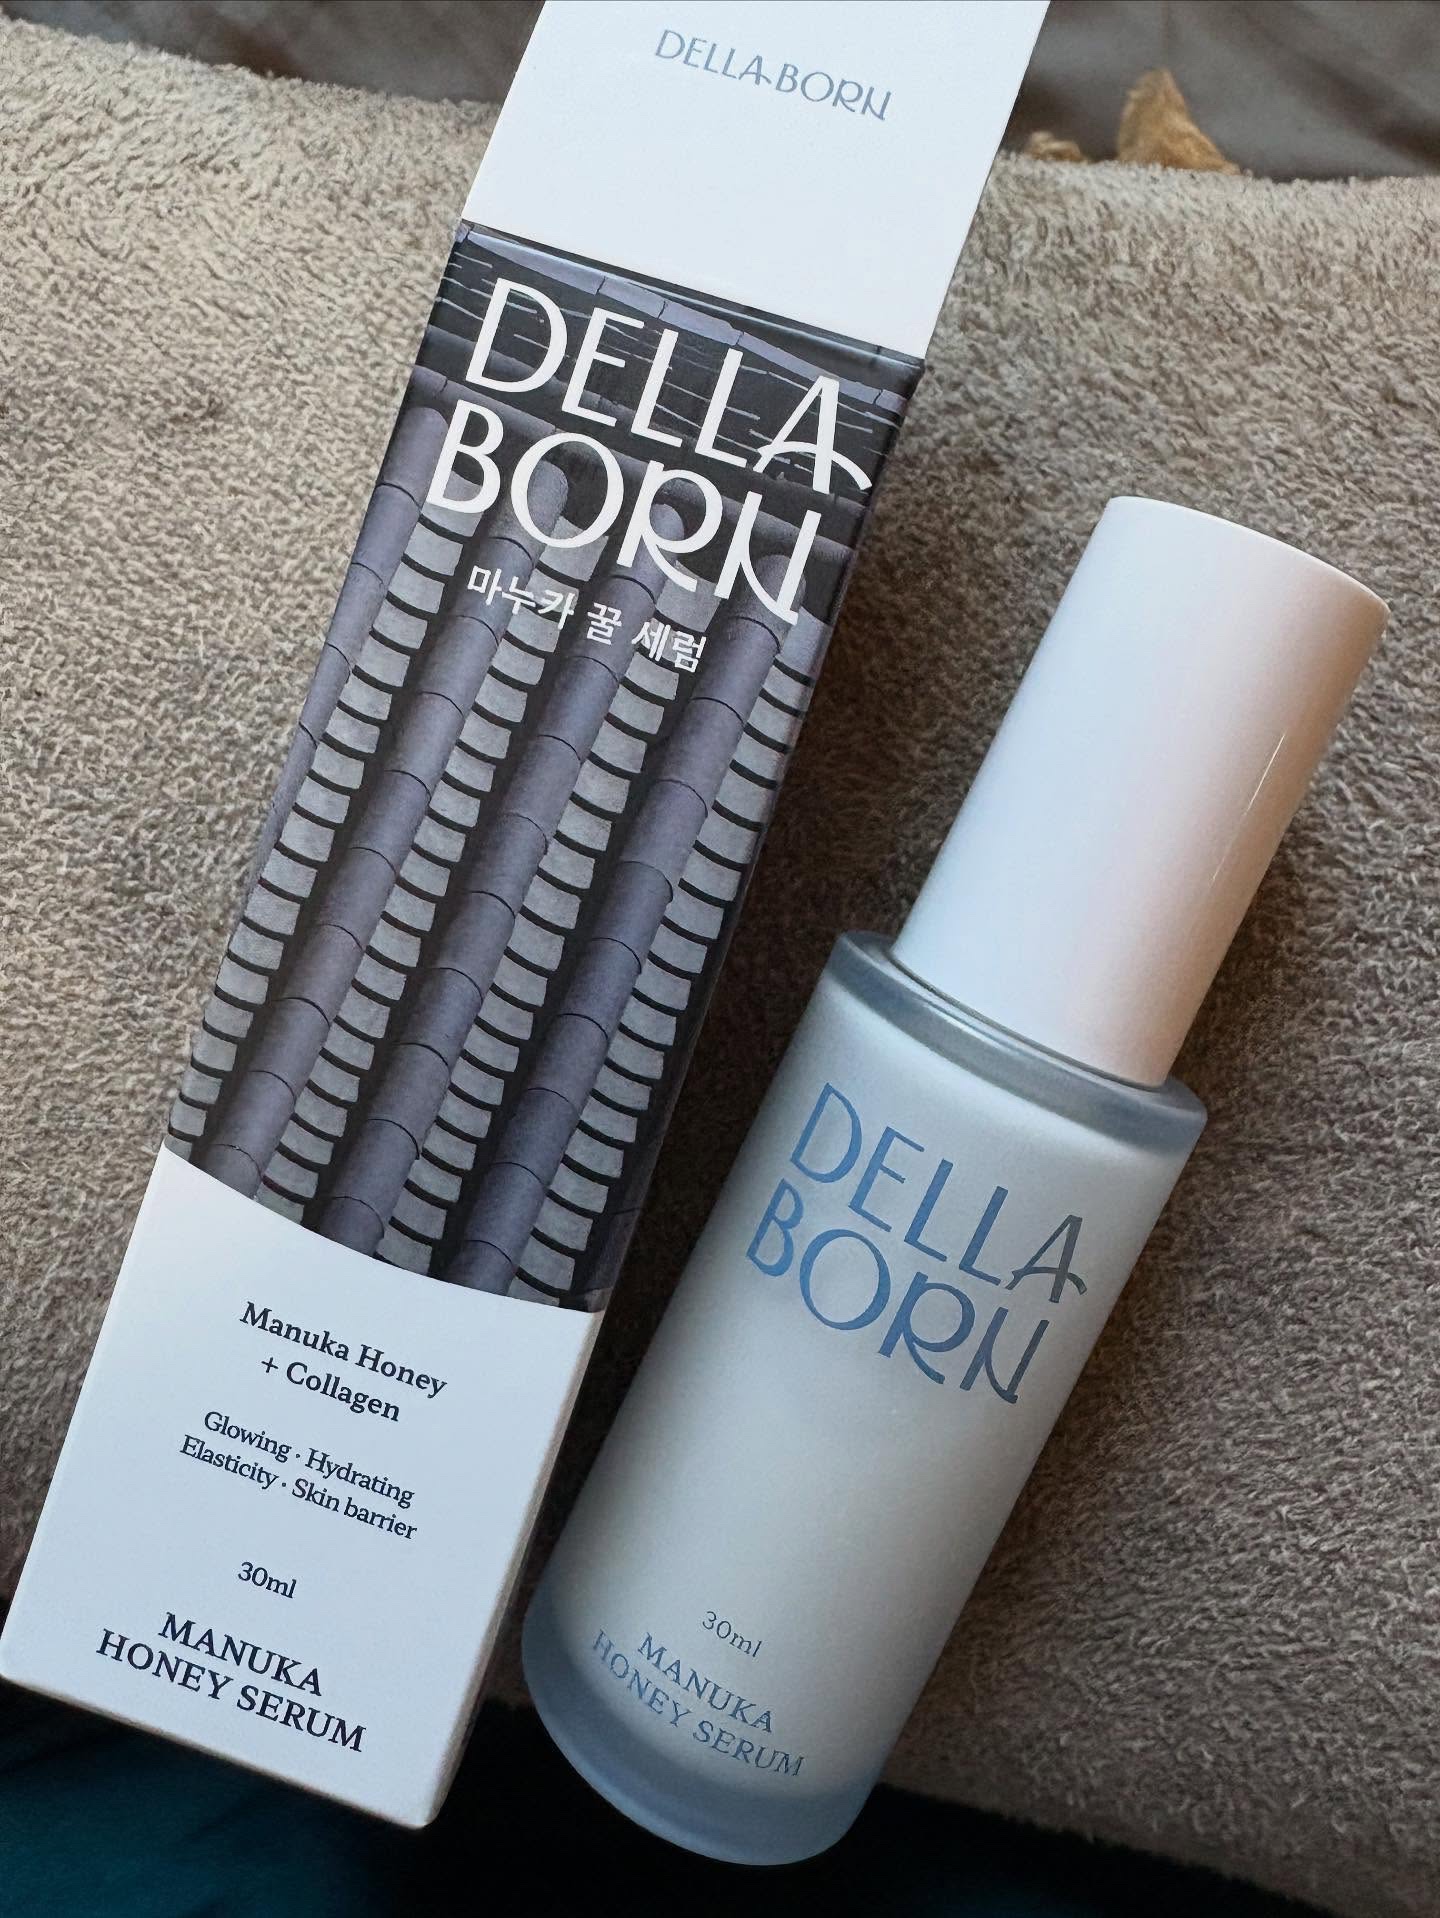 DELLA BORN
DELLA
BORN
마누카 꿀 세럼
Manuka Honey
+ Collagen
Glowing · Hydrating
Elasticity · Skin barrier
30ml
MANUKA
HONEY SERUM
DELLA
BORN
30ml
MANUKA
HONEY SERUM